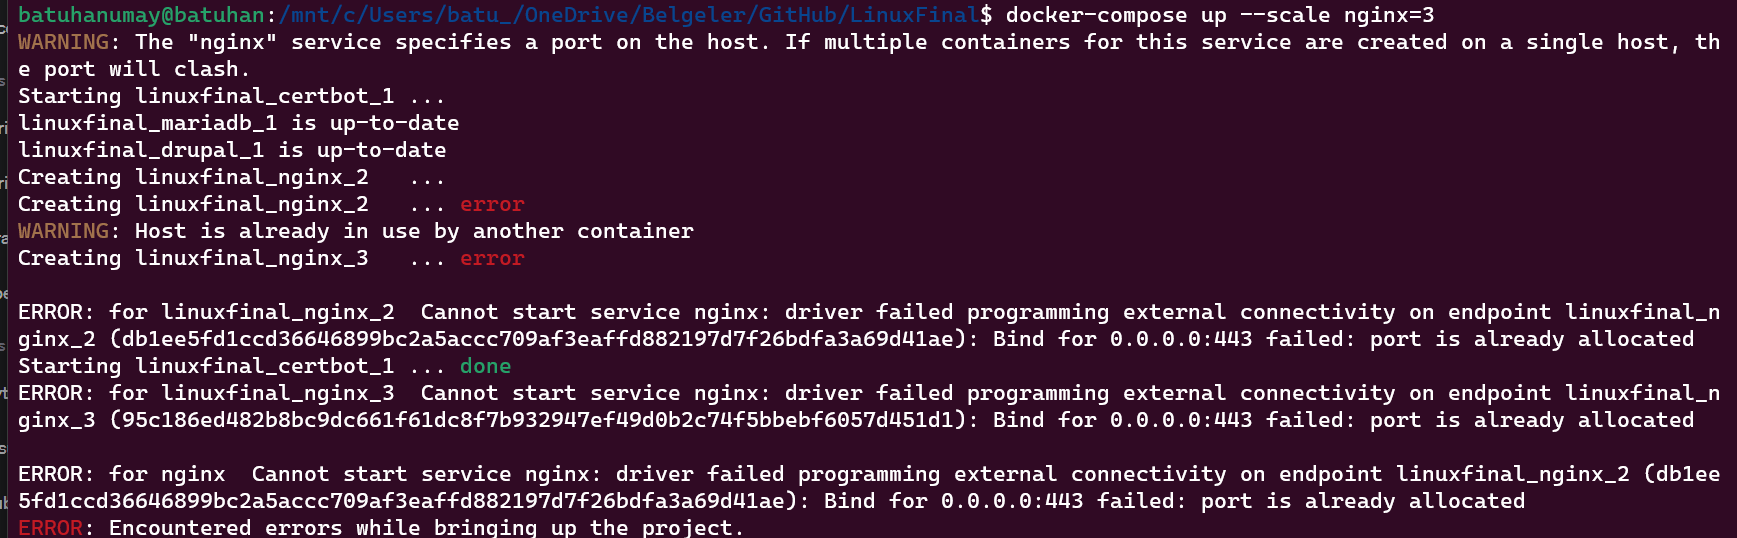 batuhanumay@batuhan:/mnt/c/Users/batu_/OneDrive/Belgeler/GitHub/LinuxFinal$ docker-compose up --scale nginx=3
WARNING: The "nginx" service specifies a port on the host. If multiple containers for this service are created on a single host, th
e port will clash.
Starting linuxfinal_certbot_1 ...
linuxfinal_mariadb_1 is up-to-date
linuxfinal_drupal_1 is up-to-date
Creating linuxfinal_nginx_2   ...
Creating linuxfinal_nginx_2   ... error
WARNING: Host is already in use by another container
Creating linuxfinal_nginx_3   ... error
ERROR: for linuxfinal_nginx_2  Cannot start service nginx: driver failed programming external connectivity on endpoint linuxfinal_n
ginx_2 (db1ee5fd1ccd36646899bc2a5accc709af3eaffd882197d7f26bdfa3a69d41ae): Bind for 0.0.0.0:443 failed: port is already allocated
Starting linuxfinal_certbot_1 ... done
ERROR: for linuxfinal_nginx_3  Cannot start service nginx: driver failed programming external connectivity on endpoint linuxfinal_n
ginx_3 (95c186ed482b8bc9dc661f61dc8f7b932947ef49d0b2c74f5bbebf6057d451d1): Bind for 0.0.0.0:443 failed: port is already allocated
ERROR: for nginx  Cannot start service nginx: driver failed programming external connectivity on endpoint linuxfinal_nginx_2 (db1ee
5fd1ccd36646899bc2a5accc709af3eaffd882197d7f26bdfa3a69d41ae): Bind for 0.0.0.0:443 failed: port is already allocated
ERROR: Encountered errors while bringing up the project.